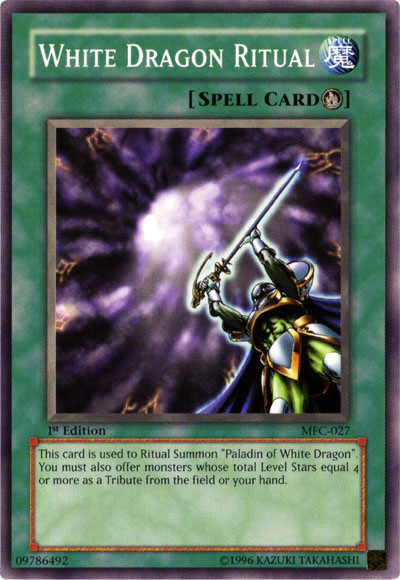 WHITE DRAGON RITUAL
SPELL
魔
[SPELL CARD]
1st Edition
MFC-027
This card is used to Ritual Summon "Paladin of White Dragon".
You must also offer monsters whose total Level Stars equal 4
or more as a Tribute from the field or your hand.
09786492
©1996 KAZUKI TAKAHASHI